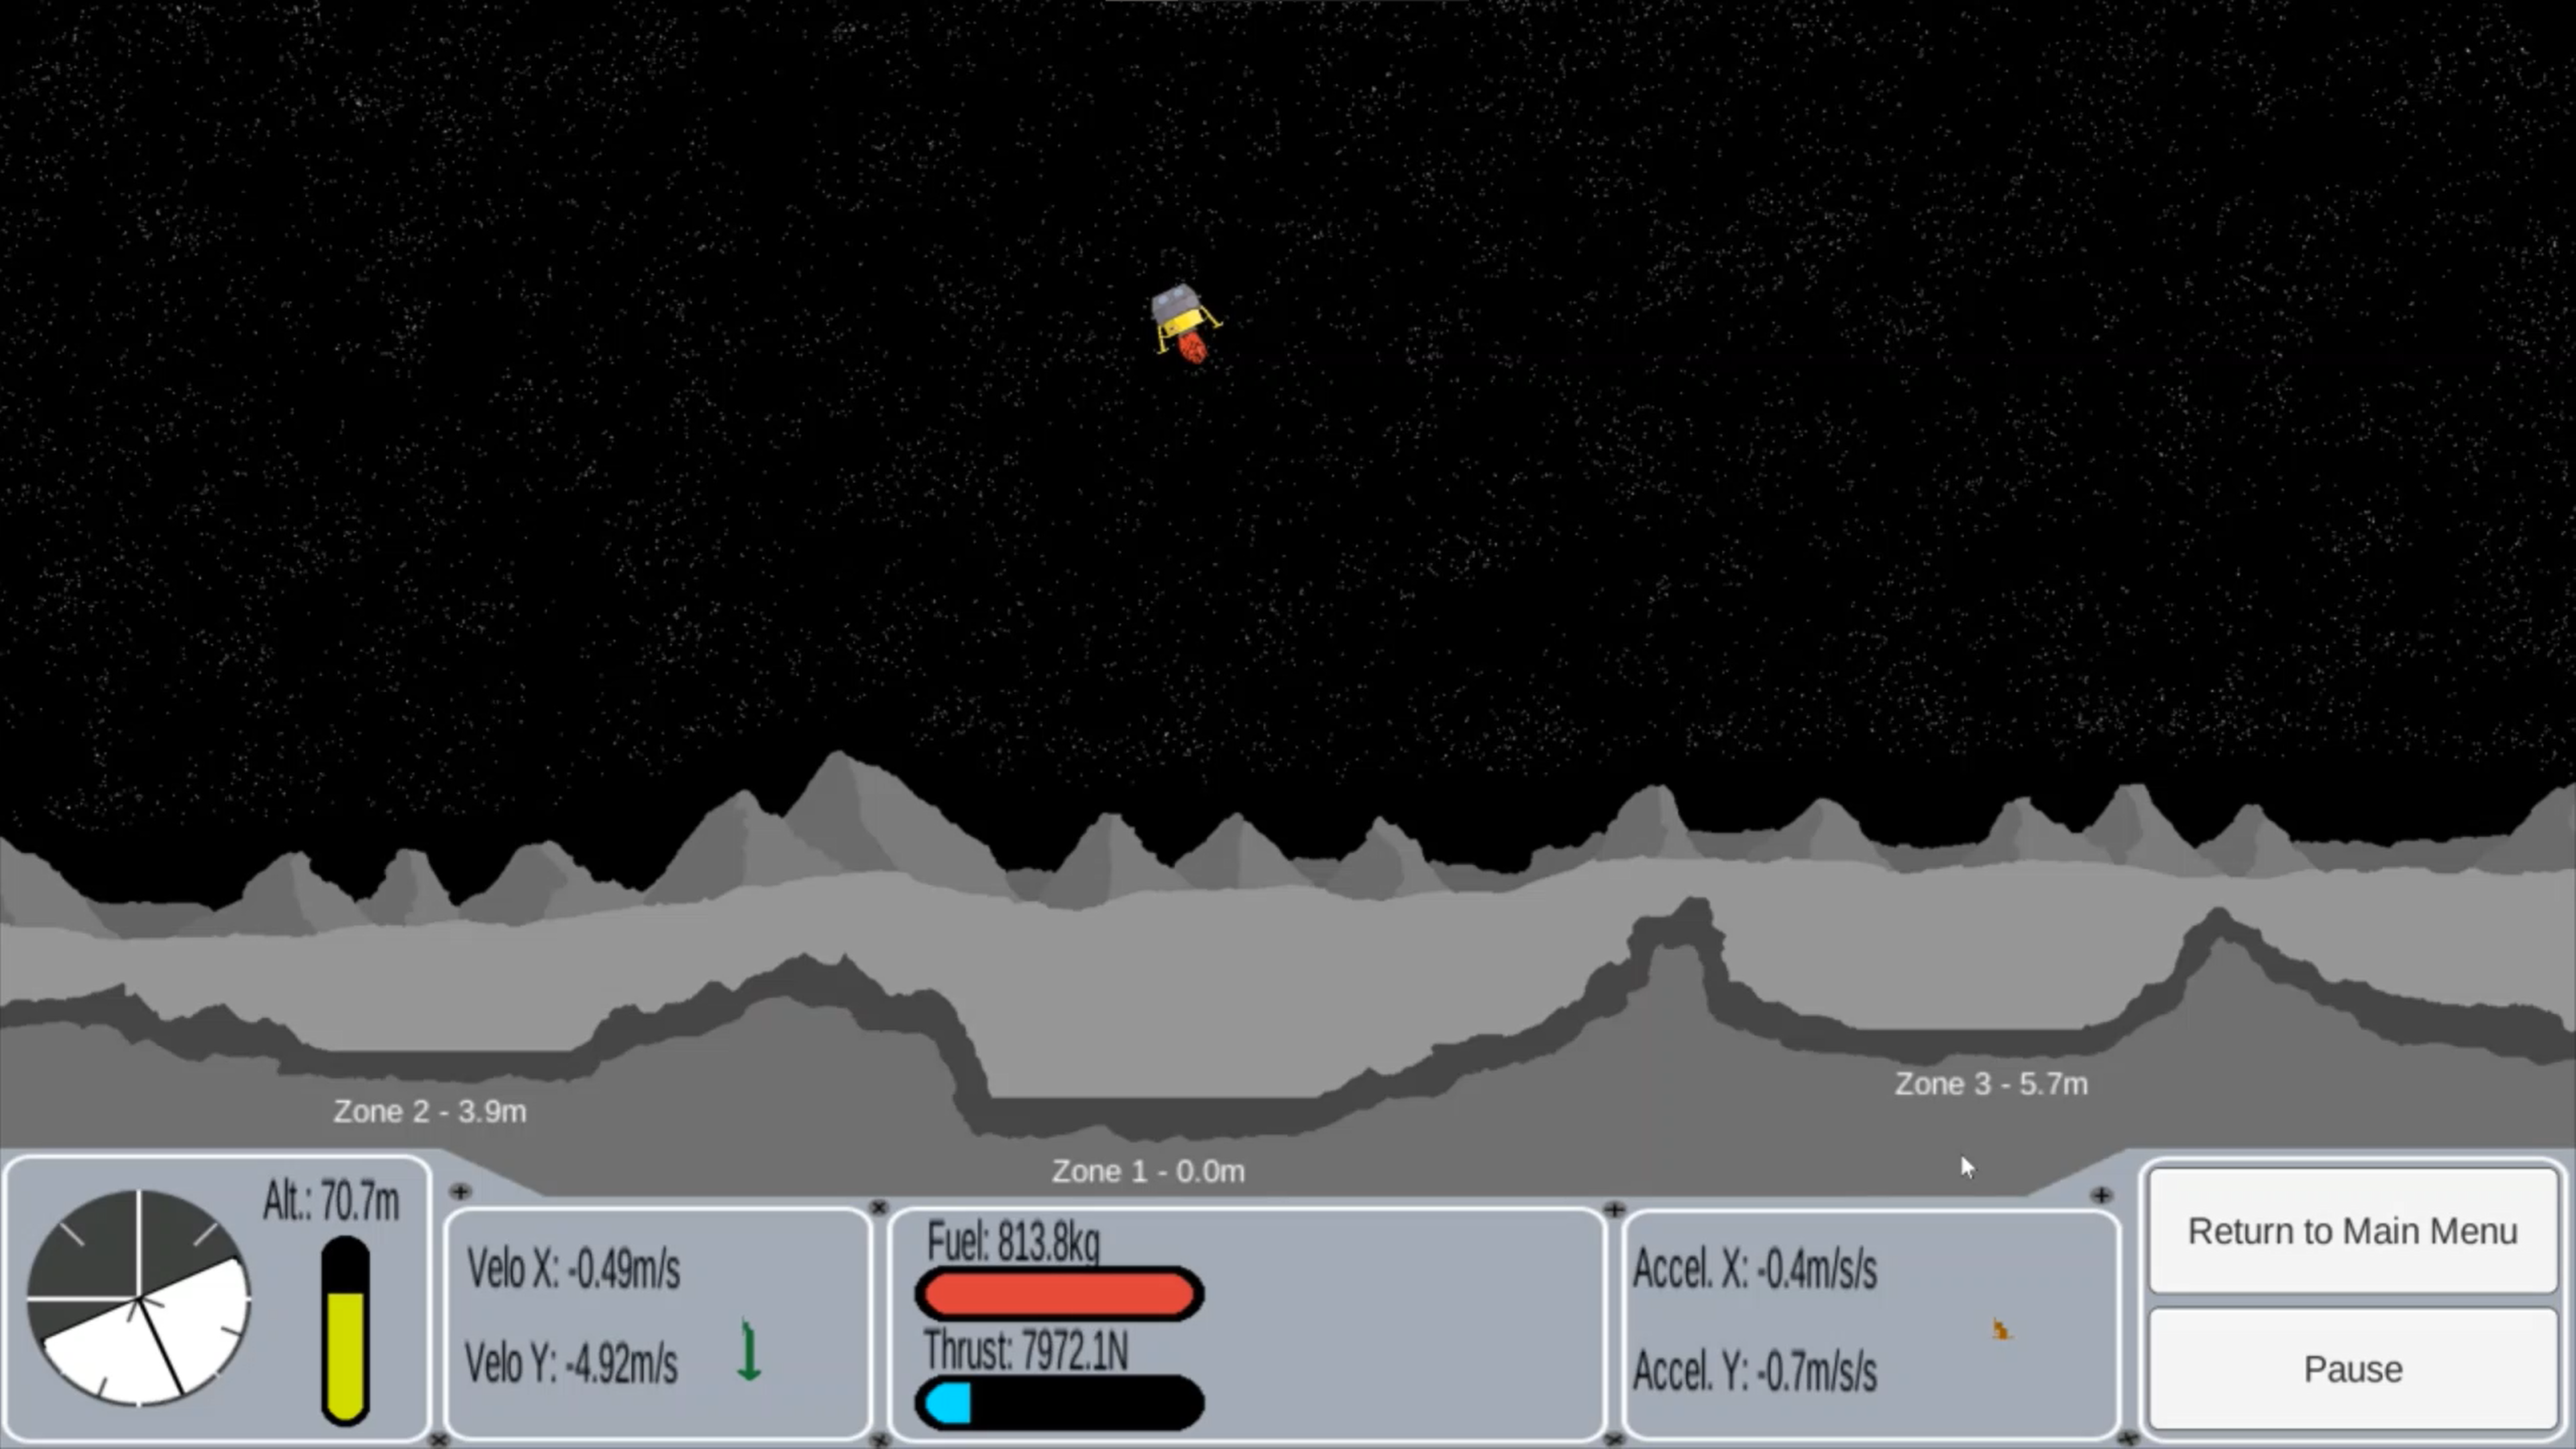 Zone 2 - 3.9m
Zone 1 - 0.0m
Zone 3 - 5.7m
Alt.: 70.7m
Velo X: -0.49m/s
Velo Y: -4.92m/s
Fuel: 813.8kg
Thrust: 7972.1N
Accel. X: -0.4m/s/s
Accel. Y: -0.7m/s/s
Return to Main Menu
Pause